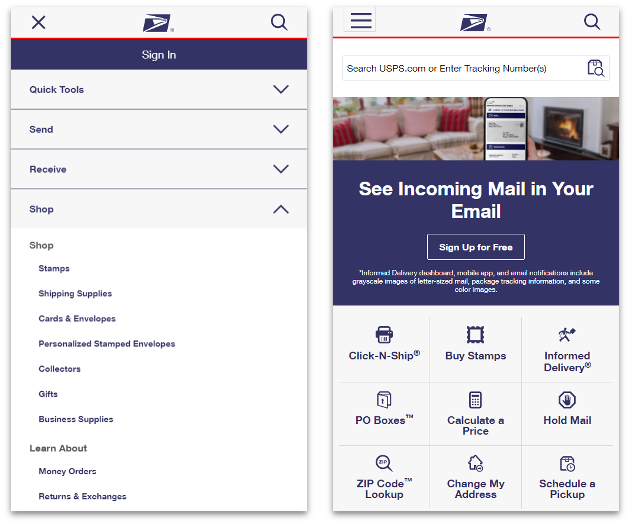 Sign In
Quick Tools
Send
Receive
Shop
Shop
Stamps
Shipping Supplies
Cards & Envelopes
Personalized Stamped Envelopes
Collectors
Gifts
Business Supplies
Learn About
Money Orders
Returns & Exchanges
Search USPS.com or Enter Tracking Number(s)
See Incoming Mail in Your
Email
Sign Up for Free
*Informed Delivery dashboard, mobile app, and email notifications include
grayscale images of letter-sized mail, package tracking information, and some
color images.
Click-N-Ship®
Buy Stamps
Informed
Delivery®
PO Boxes™
Calculate a
Price
Hold Mail
ZIP
ZIP Code™
Lookup
Change My
Address
Schedule a
Pickup